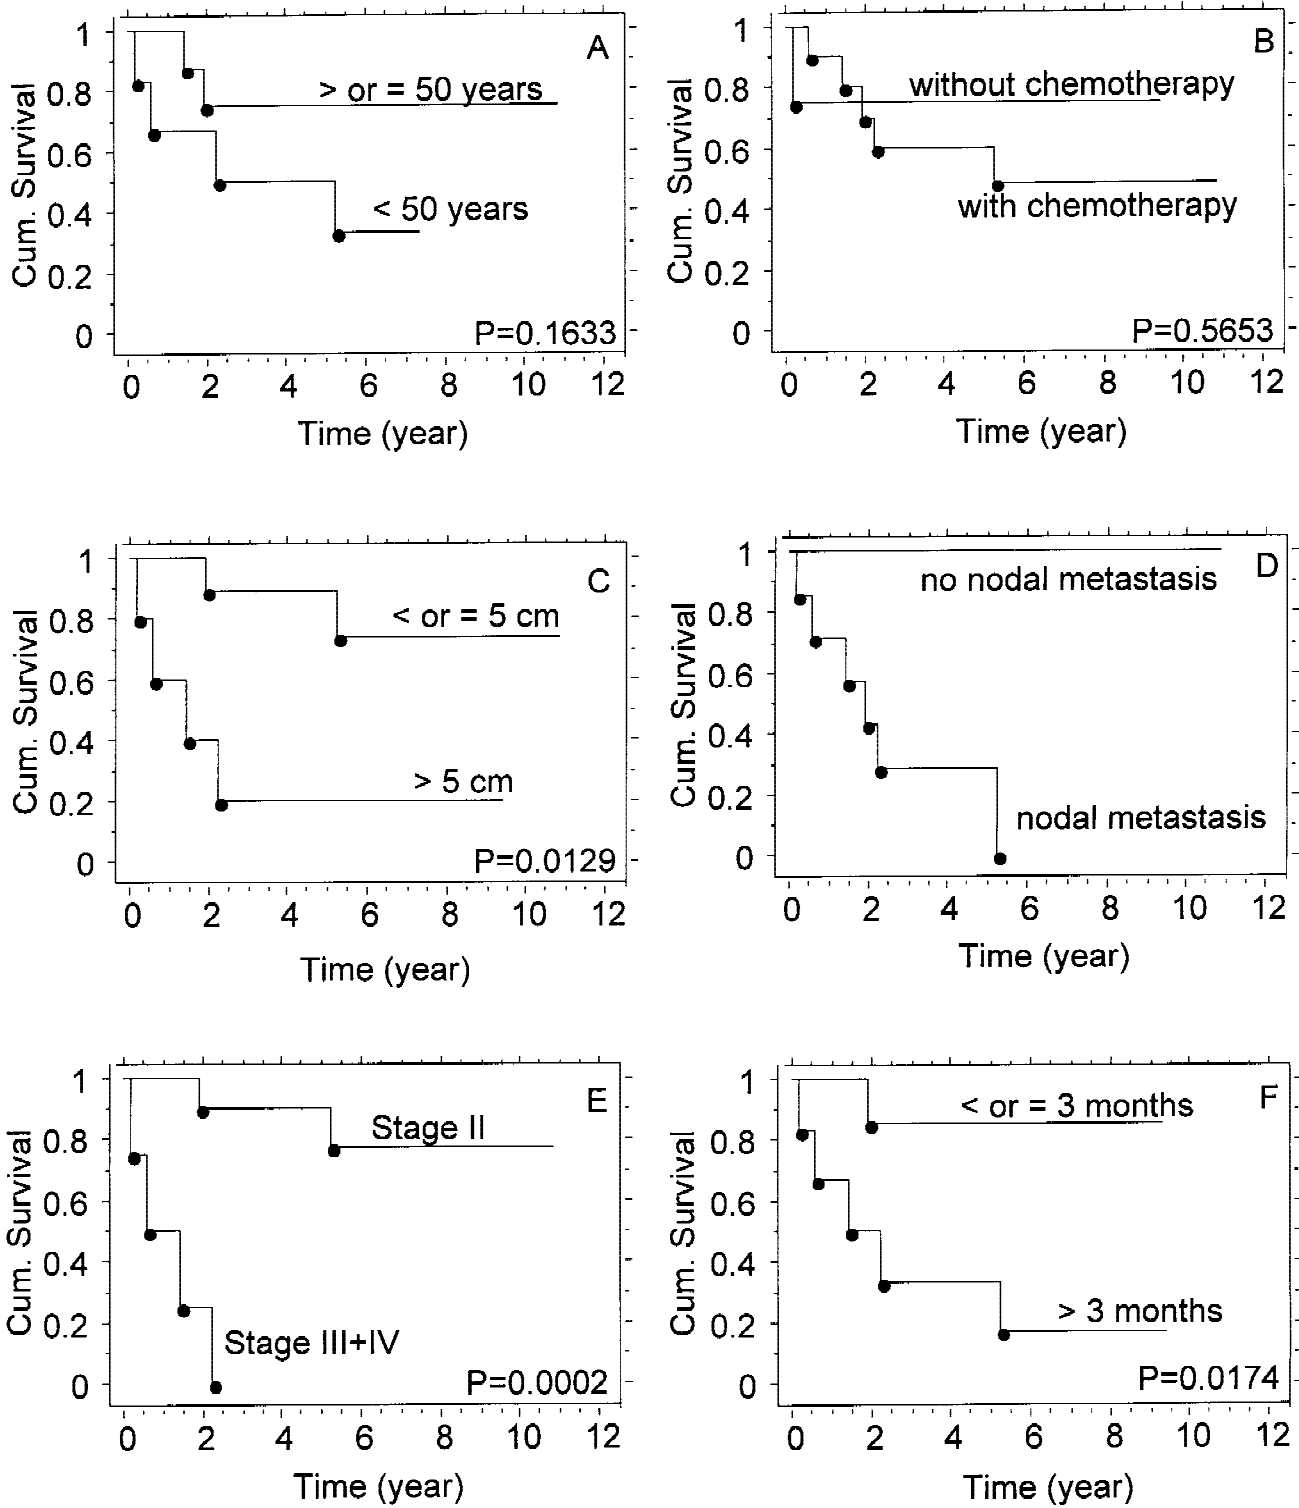 A
1
0.8
0.6
0.4
0.2
0
Cum. Survival
> or = 50 years
< 50 years
P=0.1633
0 2 4 6 8 10 12
Time (year)
B
1
0.8
0.6
0.4
0.2
0
Cum. Survival
without chemotherapy
with chemotherapy
P=0.5653
0 2 4 6 8 10 12
Time (year)
C
1
0.8
0.6
0.4
0.2
0
Cum. Survival
< or = 5 cm
> 5 cm
P=0.0129
0 2 4 6 8 10 12
Time (year)
D
1
0.8
0.6
0.4
0.2
0
Cum. Survival
no nodal metastasis
nodal metastasis
0 2 4 6 8 10 12
Time (year)
E
1
0.8
0.6
0.4
0.2
0
Cum. Survival
Stage II
Stage III+IV
P=0.0002
0 2 4 6 8 10 12
Time (year)
F
1
0.8
0.6
0.4
0.2
0
Cum. Survival
< or = 3 months
> 3 months
P=0.0174
0 2 4 6 8 10 12
Time (year)